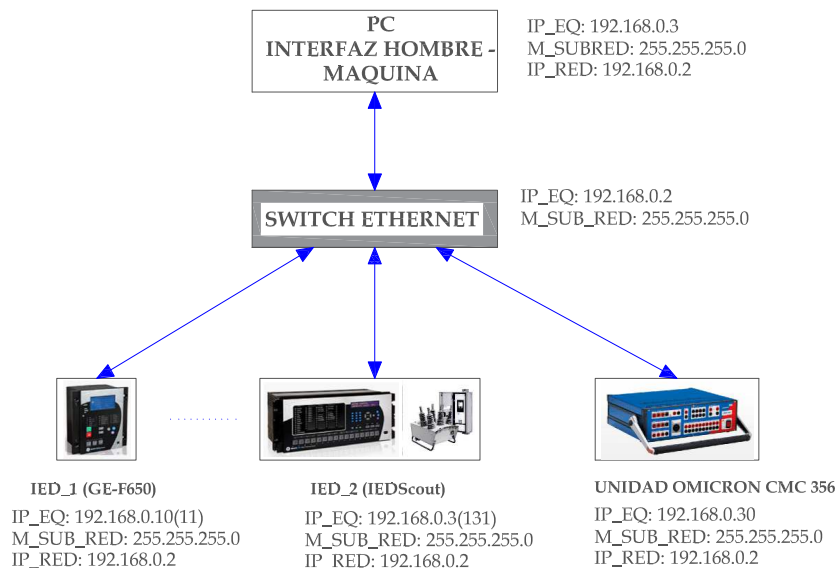 PC
INTERFAZ HOMBRE -
MAQUINA
IP_EQ: 192.168.0.3
M_SUBRED: 255.255.255.0
IP_RED: 192.168.0.2
SWITCH ETHERNET
IP_EQ: 192.168.0.2
M_SUB_RED: 255.255.255.0
IED_1 (GE-F650)
IP_EQ: 192.168.0.10(11)
M_SUB_RED: 255.255.255.0
IP_RED: 192.168.0.2
IED_2 (IEDScout)
IP_EQ: 192.168.0.3(131)
M_SUB_RED: 255.255.255.0
IP_RED: 192.168.0.2
UNIDAD OMICRON CMC 356
IP_EQ: 192.168.0.30
M_SUB_RED: 255.255.255.0
IP_RED: 192.168.0.2